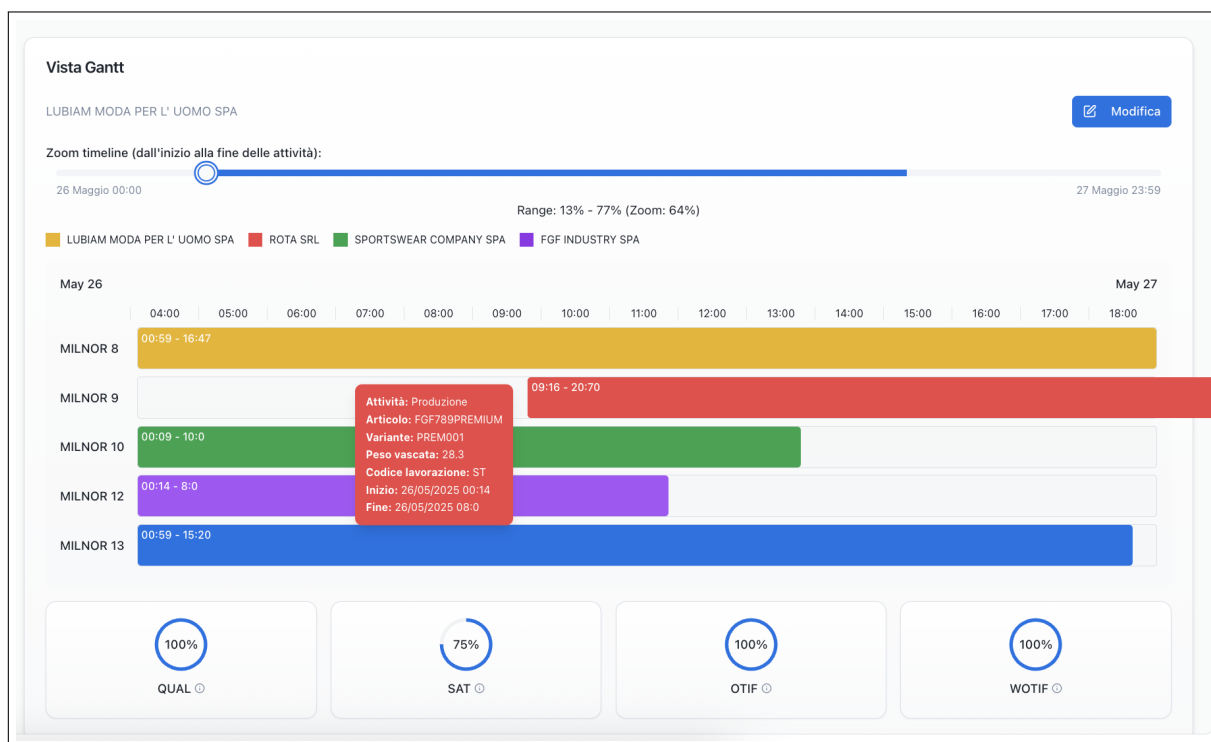 Vista Gantt
LUBIAM MODA PER L' UOMO SPA
Modifica
Zoom timeline (dall'inizio alla fine delle attività):
26 Maggio 00:00
27 Maggio 23:59
Range: 13% - 77% (Zoom: 64%)
LUBIAM MODA PER L' UOMO SPA ROTA SRL SPORTSWEAR COMPANY SPA FGF INDUSTRY SPA
May 26 May 27
04:00 05:00 06:00 07:00 08:00 09:00 10:00 11:00 12:00 13:00 14:00 15:00 16:00 17:00 18:00
MILNOR 8 00:59 - 16:47
MILNOR 9 09:16 - 20:70
MILNOR 10 00:09 - 10:0
MILNOR 12 00:14 - 8:0
MILNOR 13 00:59 - 15:20
Attività: Produzione
Articolo: FGF789PREMIUM
Variante: PREM001
Peso vascata: 28.3
Codice lavorazione: ST
Inizio: 26/05/2025 00:14
Fine: 26/05/2025 08:0
100% 75% 100% 100%
QUAL SAT OTIF WOTIF